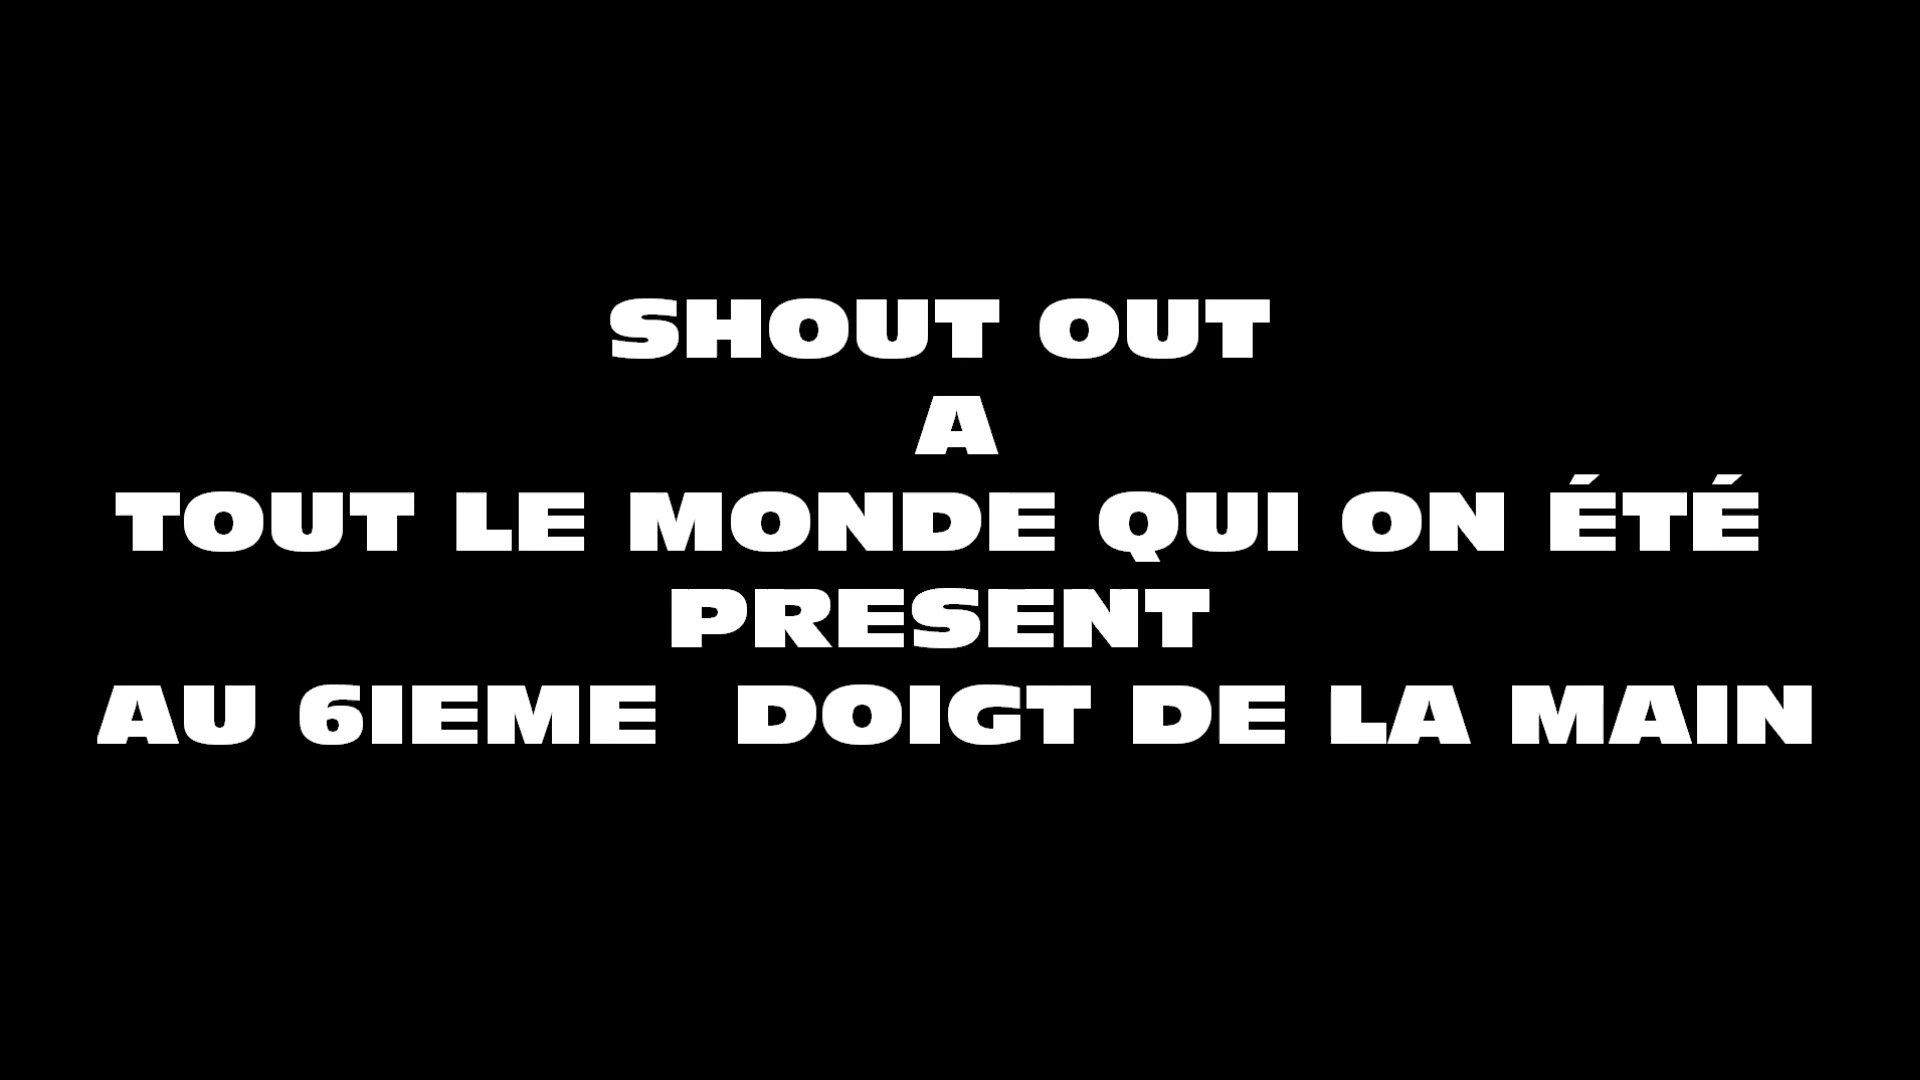 SHOUT OUT
A
TOUT LE MONDE QUI ON ÉTÉ
PRESENT
AU 6IEME DOIGT DE LA MAIN